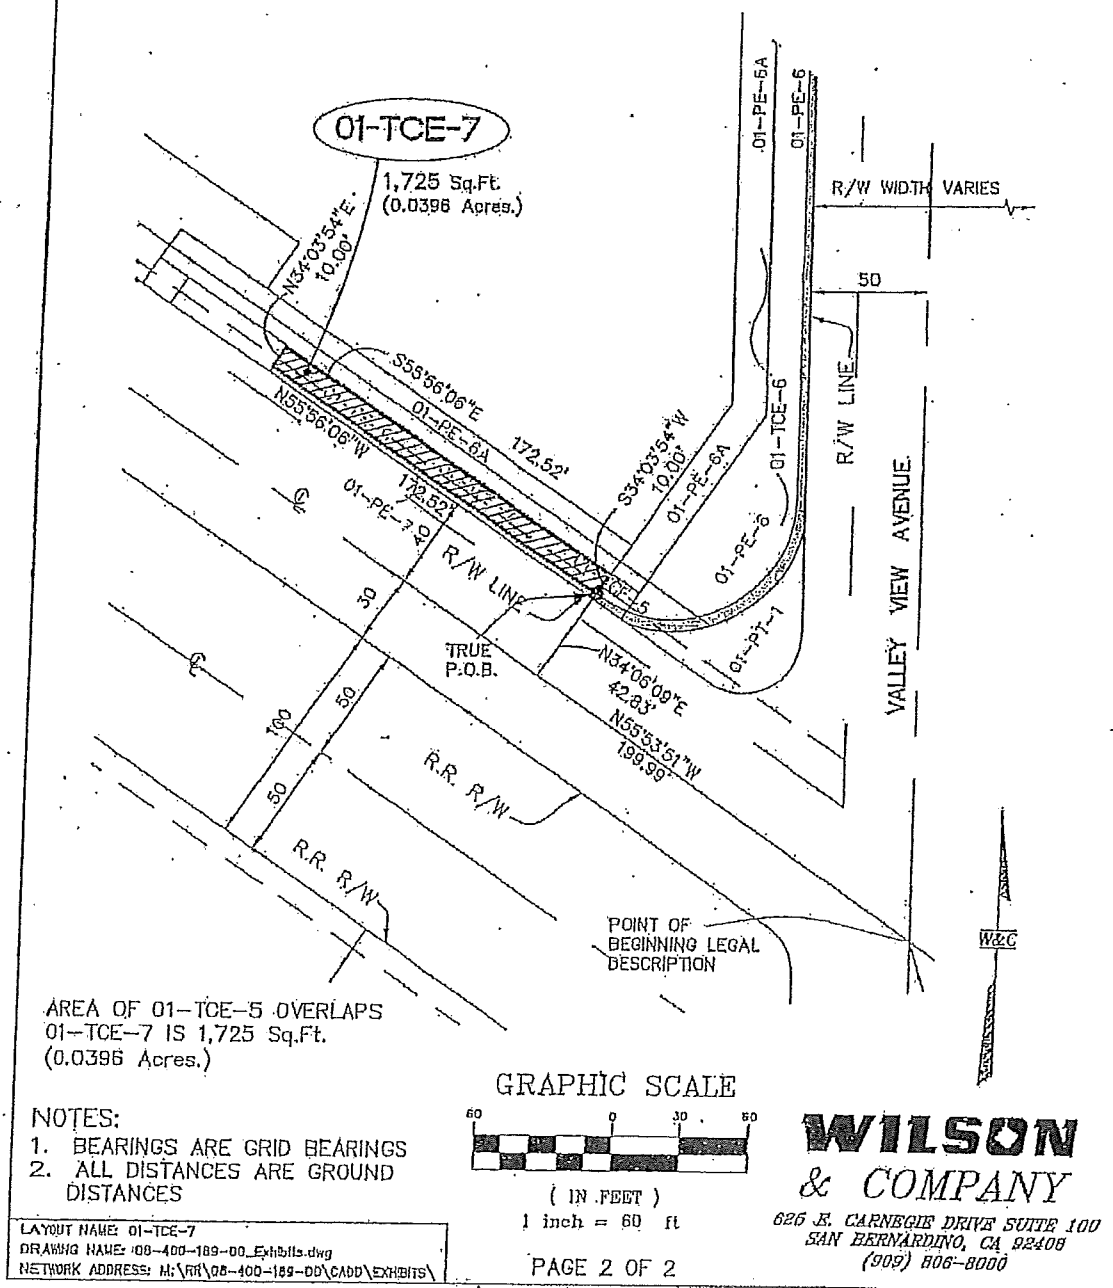 01-PE-6A
01-PE-6
01-TCE-7
1,725 Sq.Ft.
(0.0396 Acres.)
R/W WIDTH VARIES
N34°03'54"E
10.00'
50
S55°56'06"E
172.52'
01-PE-6A
N55°56'06"W
172.52'
01-PE-7
40
S34°03'54"W
10.00'
01-PE-6A
01-TCE-6
R/W LINE
01-PE-6
VALLEY VIEW AVENUE
R/W LINE
30
TRUE
P.O.B.
01-PT-1
N34°06'09"E
42.83'
N55°53'51"W
199.99'
50
100
50
R.R. R/W
R.R. R/W
POINT OF
BEGINNING LEGAL
DESCRIPTION
W&C
AREA OF 01-TCE-5 OVERLAPS
01-TCE-7 IS 1,725 Sq.Ft.
(0.0396 Acres.)
GRAPHIC SCALE
60 0 30 60
( IN FEET )
1 inch = 60 ft
NOTES:
1. BEARINGS ARE GRID BEARINGS
2. ALL DISTANCES ARE GROUND
DISTANCES
WILSON
& COMPANY
625 E. CARNEGIE DRIVE SUITE 100
SAN BERNARDINO, CA 92408
(909) 806-8000
LAYOUT NAME: 01-TCE-7
DRAWING NAME: 08-400-189-00_Exhibits.dwg
NETWORK ADDRESS: M:\RR\08-400-189-00\CADD\EXHIBITS\
PAGE 2 OF 2